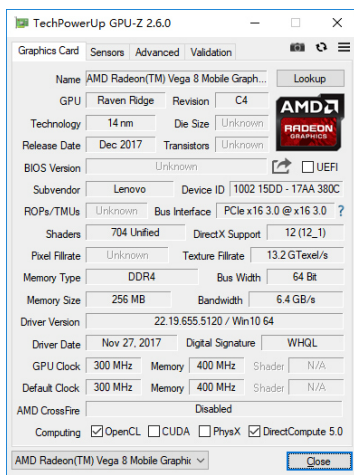 TechPowerUp GPU-Z 2.6.0
Graphics Card Sensors Advanced Validation
Name AMD Radeon(TM) Vega 8 Mobile Graph... Lookup
GPU Raven Ridge Revision C4
AMD
RADEON
GRAPHICS
Technology 14 nm Die Size Unknown
Release Date Dec 2017 Transistors Unknown
BIOS Version Unknown UEFI
Subvendor Lenovo Device ID 1002 15DD - 17AA 380C
ROPs/TMUs Unknown Bus Interface PCIe x16 3.0 @ x16 3.0 ?
Shaders 704 Unified DirectX Support 12 (12_1)
Pixel Fillrate Unknown Texture Fillrate 13.2 GTexel/s
Memory Type DDR4 Bus Width 64 Bit
Memory Size 256 MB Bandwidth 6.4 GB/s
Driver Version 22.19.655.5120 / Win10 64
Driver Date Nov 27, 2017 Digital Signature WHQL
GPU Clock 300 MHz Memory 400 MHz Shader N/A
Default Clock 300 MHz Memory 400 MHz Shader N/A
AMD CrossFire Disabled
Computing OpenCL CUDA PhysX DirectCompute 5.0
AMD Radeon(TM) Vega 8 Mobile Graphic Close